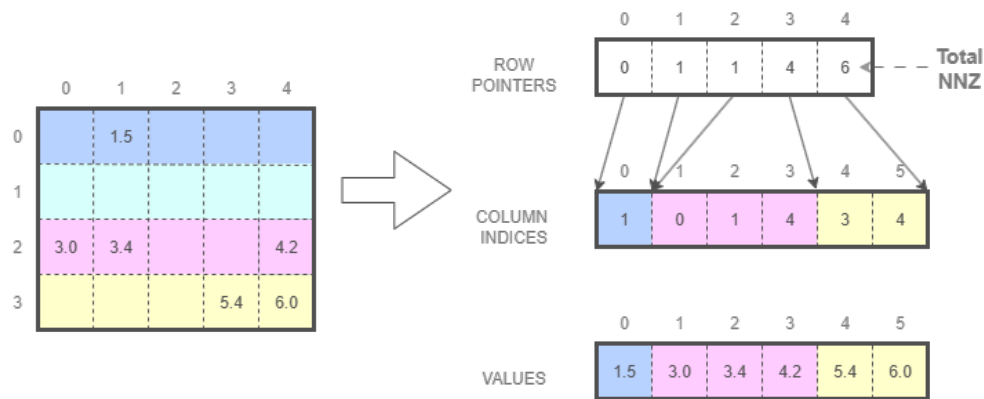 0 1 2 3 4
ROW POINTERS
0 1 1 4 6
Total NNZ
0 1 2 3 4
0 1.5
1
2 3.0 3.4 4.2
3 5.4 6.0
0 1 2 3 4 5
COLUMN INDICES
1 0 1 4 3 4
0 1 2 3 4 5
VALUES
1.5 3.0 3.4 4.2 5.4 6.0